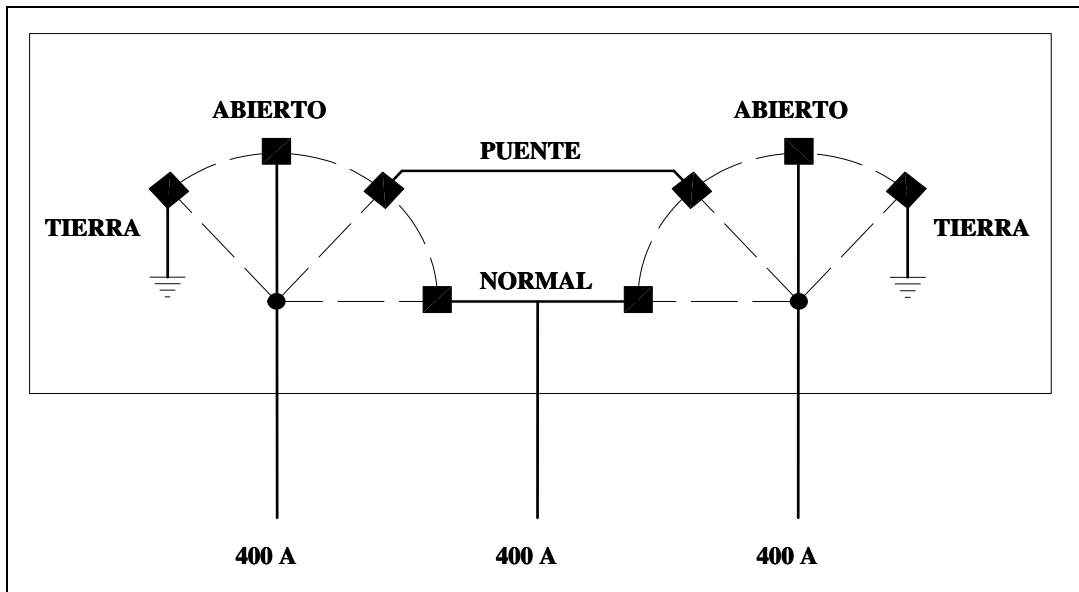 ABIERTO
ABIERTO
PUENTE
TIERRA
TIERRA
NORMAL
400 A
400 A
400 A